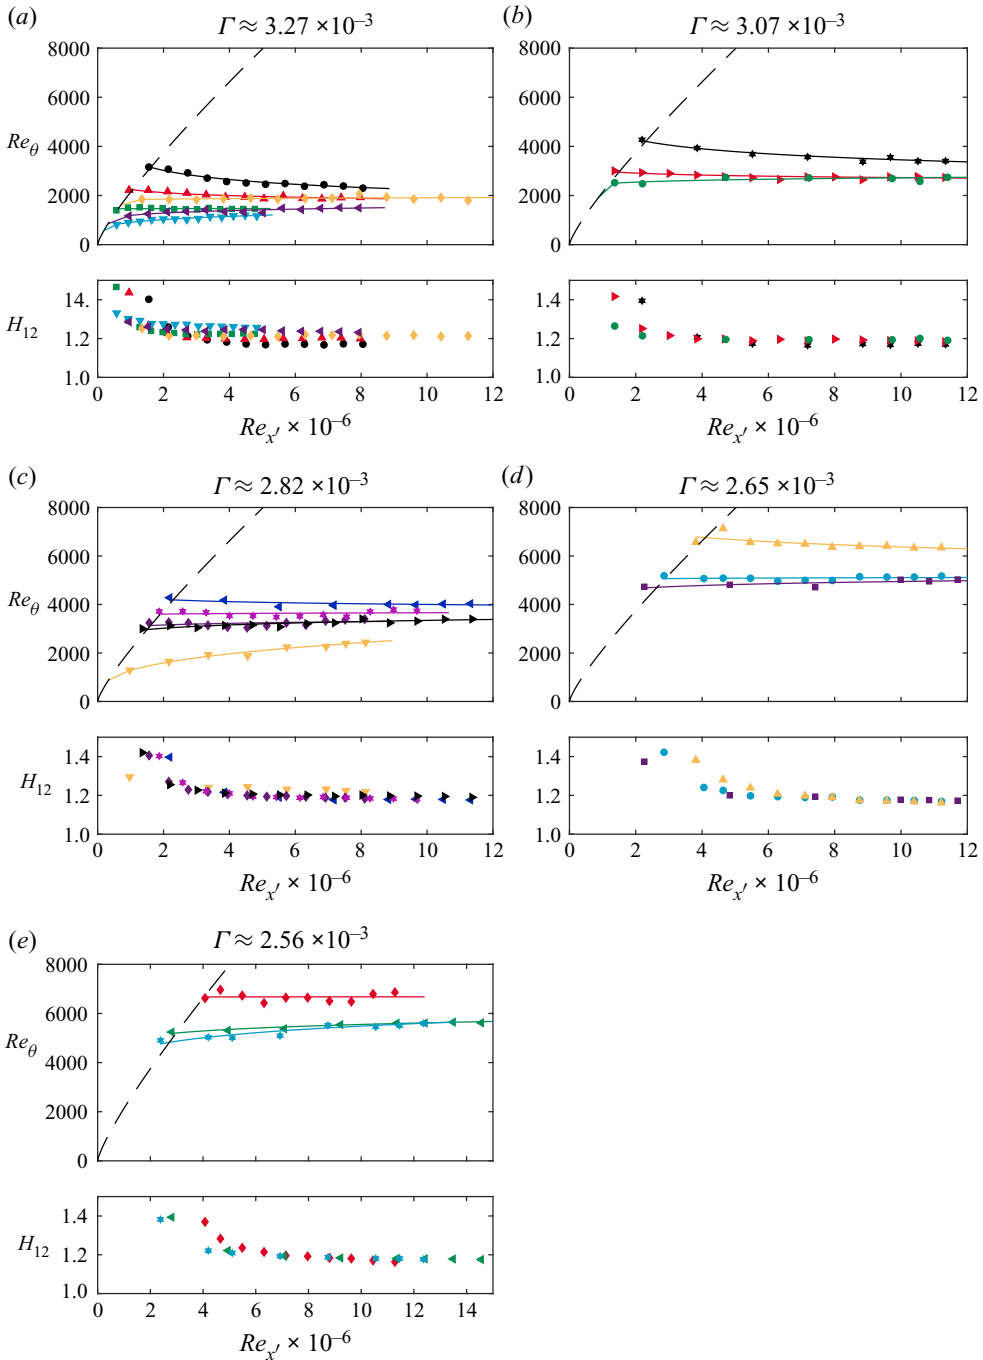 (a)
Γ ≈ 3.27 ×10–3
8000
6000
Reθ
4000
2000
0
1.4.
H12
1.2
1.0
0 2 4 6 8 10 12
Rex′ × 10–6
(b)
Γ ≈ 3.07 ×10–3
8000
6000
4000
2000
0
1.4
1.2
1.0
0 2 4 6 8 10 12
Rex′ × 10–6
(c)
Γ ≈ 2.82 ×10–3
8000
6000
Reθ
4000
2000
0
1.4
H12
1.2
1.0
0 2 4 6 8 10 12
Rex′ × 10–6
(d)
Γ ≈ 2.65 ×10–3
8000
6000
4000
2000
0
1.4
1.2
1.0
0 2 4 6 8 10 12
Rex′ × 10–6
(e)
Γ ≈ 2.56 ×10–3
8000
6000
Reθ
4000
2000
0
1.4
H12
1.2
1.0
0 2 4 6 8 10 12 14
Rex′ × 10–6